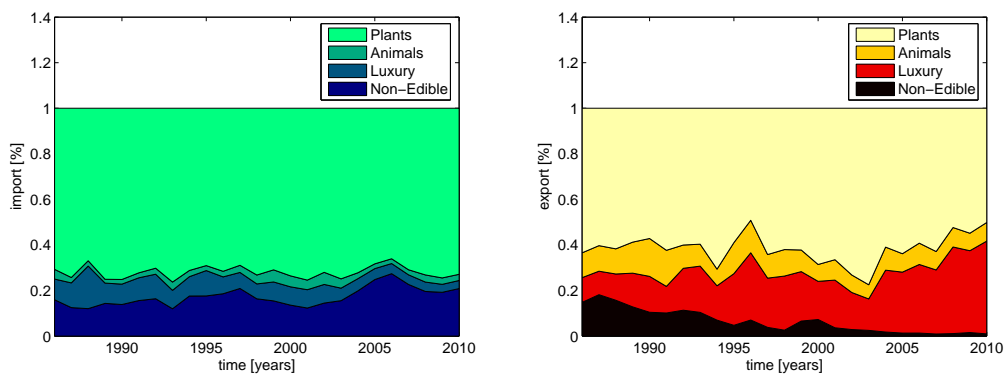 1.4
1.2
1
0.8
0.6
0.4
0.2
0
import [%]
1990
1995
2000
2005
2010
time [years]
Plants
Animals
Luxury
Non−Edible
1.4
1.2
1
0.8
0.6
0.4
0.2
0
export [%]
1990
1995
2000
2005
2010
time [years]
Plants
Animals
Luxury
Non−Edible